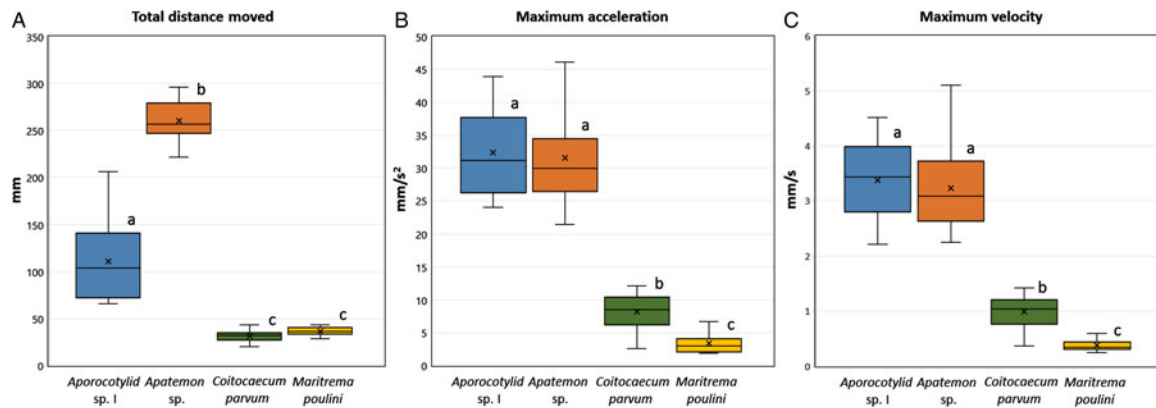 A
Total distance moved
350
300
250
200
150
100
50
0
mm
a
b
c
c
Aporocotylid sp. I
Apatemon sp.
Coitocaecum parvum
Maritrema poulini
B
Maximum acceleration
50
45
40
35
30
25
20
15
10
5
0
mm/s²
a
a
b
c
Aporocotylid sp. I
Apatemon sp.
Coitocaecum parvum
Maritrema poulini
C
Maximum velocity
6
5
4
3
2
1
0
mm/s
a
a
b
c
Aporocotylid sp. I
Apatemon sp.
Coitocaecum parvum
Maritrema poulini